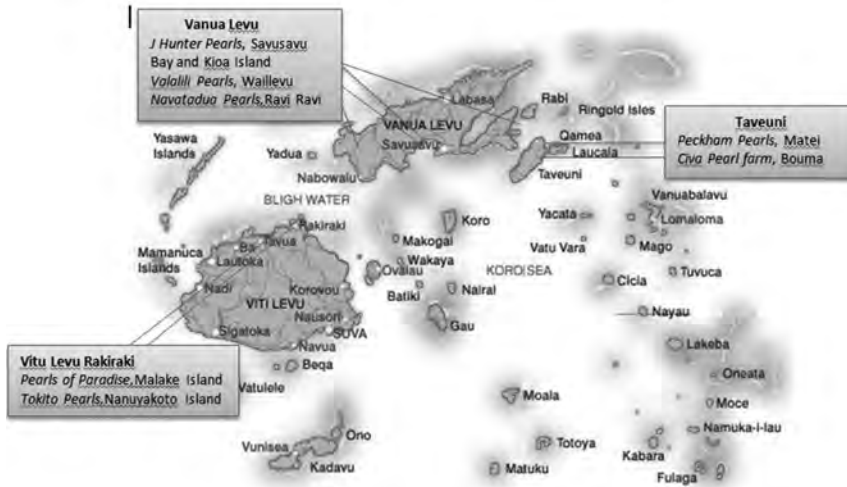 Vanua Levu
J Hunter Pearls, Savusavu
Bay and Kioa Island
Valalili Pearls, Waillevu
Navatadua Pearls,Ravi Ravi
Taveuni
Peckham Pearls, Matei
Civa Pearl farm, Bouma
Vitu Levu Rakiraki
Pearls of Paradise,Malake Island
Tokito Pearls,Nanuyakoto Island
Labasa
Rabi
Ringold Isles
VANUA LEVU
Yasawa
Islands
Yadua
Savusavu
Qamea
Laucala
Nabowalu
Taveuni
BLIGH WATER
Vanuabalavu
Rakiraki
Koro
Yacata
Lomaloma
Tavua
Ba
Makogai
Mamanuca
Islands
Lautoka
Wakaya
Vatu Vara
Mago
Ovalau
KORO SEA
Cicia
Tuvuca
Nadi
Korovou
Batiki
Nairai
VITI LEVU
Nausori
Nayau
Sigatoka
SUVA
Gau
Navua
Lakeba
Beqa
Oneata
Vatulele
Moala
Moce
Ono
Namuka-i-lau
Vunisea
Totoya
Kabara
Kadavu
Matuku
Fulaga